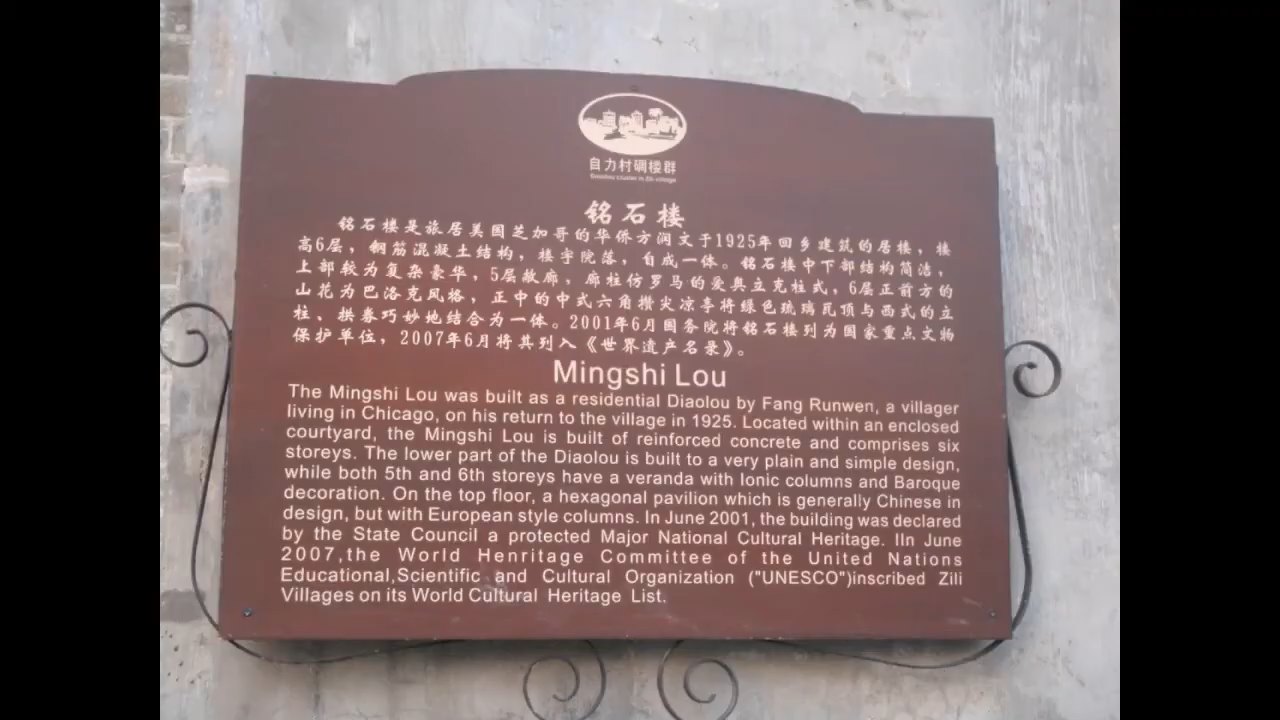 自力村碉楼群
铭石楼
铭石楼是旅居美国芝加哥的华侨方润文于1925年回乡建筑的居楼，楼
高6层，钢筋混凝土结构，楼宇院落，自成一体。铭石楼中下部结构简洁，
上部较为复杂豪华，5层敞廊，廊柱仿罗马的爱奥立克柱式，6层正前方的
山花为巴洛克风格，正中的中式六角攒尖凉亭将绿色琉璃瓦顶与西式的立
柱、拱券巧妙地结合为一体。2001年6月国务院将铭石楼列为国家重点文物
保护单位，2007年6月将其列入《世界遗产名录》。
Mingshi Lou
The Mingshi Lou was built as a residential Diaolou by Fang Runwen, a villager
living in Chicago, on his return to the village in 1925. Located within an enclosed
courtyard, the Mingshi Lou is built of reinforced concrete and comprises six
storeys. The lower part of the Diaolou is built to a very plain and simple design,
while both 5th and 6th storeys have a veranda with Ionic columns and Baroque
decoration. On the top floor, a hexagonal pavilion which is generally Chinese in
design, but with European style columns. In June 2001, the building was declared
by the State Council a protected Major National Cultural Heritage. IIn June
2007,the World Henritage Committee of the United Nations
Educational,Scientific and Cultural Organization ("UNESCO")inscribed Zili
Villages on its World Cultural Heritage List.